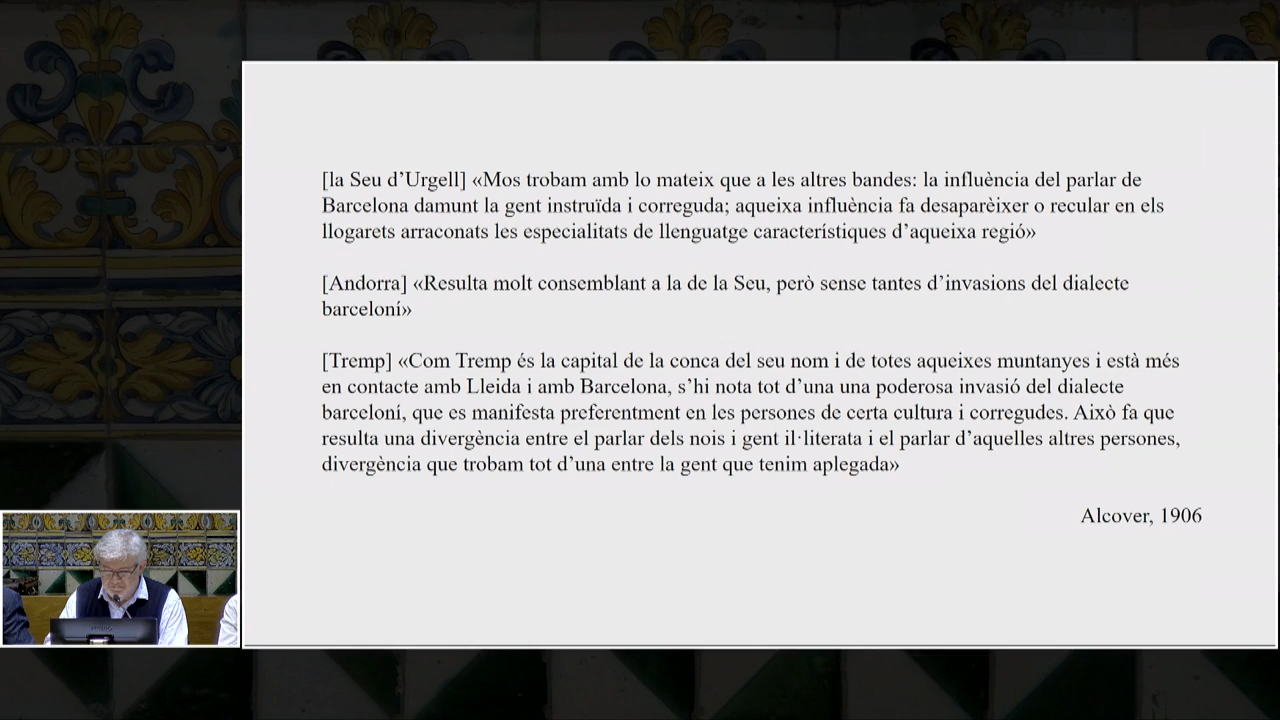 [la Seu d’Urgell] «Mos trobam amb lo mateix que a les altres bandes: la influència del parlar de
Barcelona damunt la gent instruïda i correguda; aqueixa influència fa desaparèixer o recular en els
llogarets arraconats les especialitats de llenguatge característiques d’aqueixa regió»
[Andorra] «Resulta molt consemblant a la de la Seu, però sense tantes d’invasions del dialecte
barceloní»
[Tremp] «Com Tremp és la capital de la conca del seu nom i de totes aqueixes muntanyes i està més
en contacte amb Lleida i amb Barcelona, s’hi nota tot d’una una poderosa invasió del dialecte
barceloní, que es manifesta preferentment en les persones de certa cultura i corregudes. Això fa que
resulta una divergència entre el parlar dels nois i gent il·literata i el parlar d’aquelles altres persones,
divergència que trobam tot d’una entre la gent que tenim aplegada»
Alcover, 1906